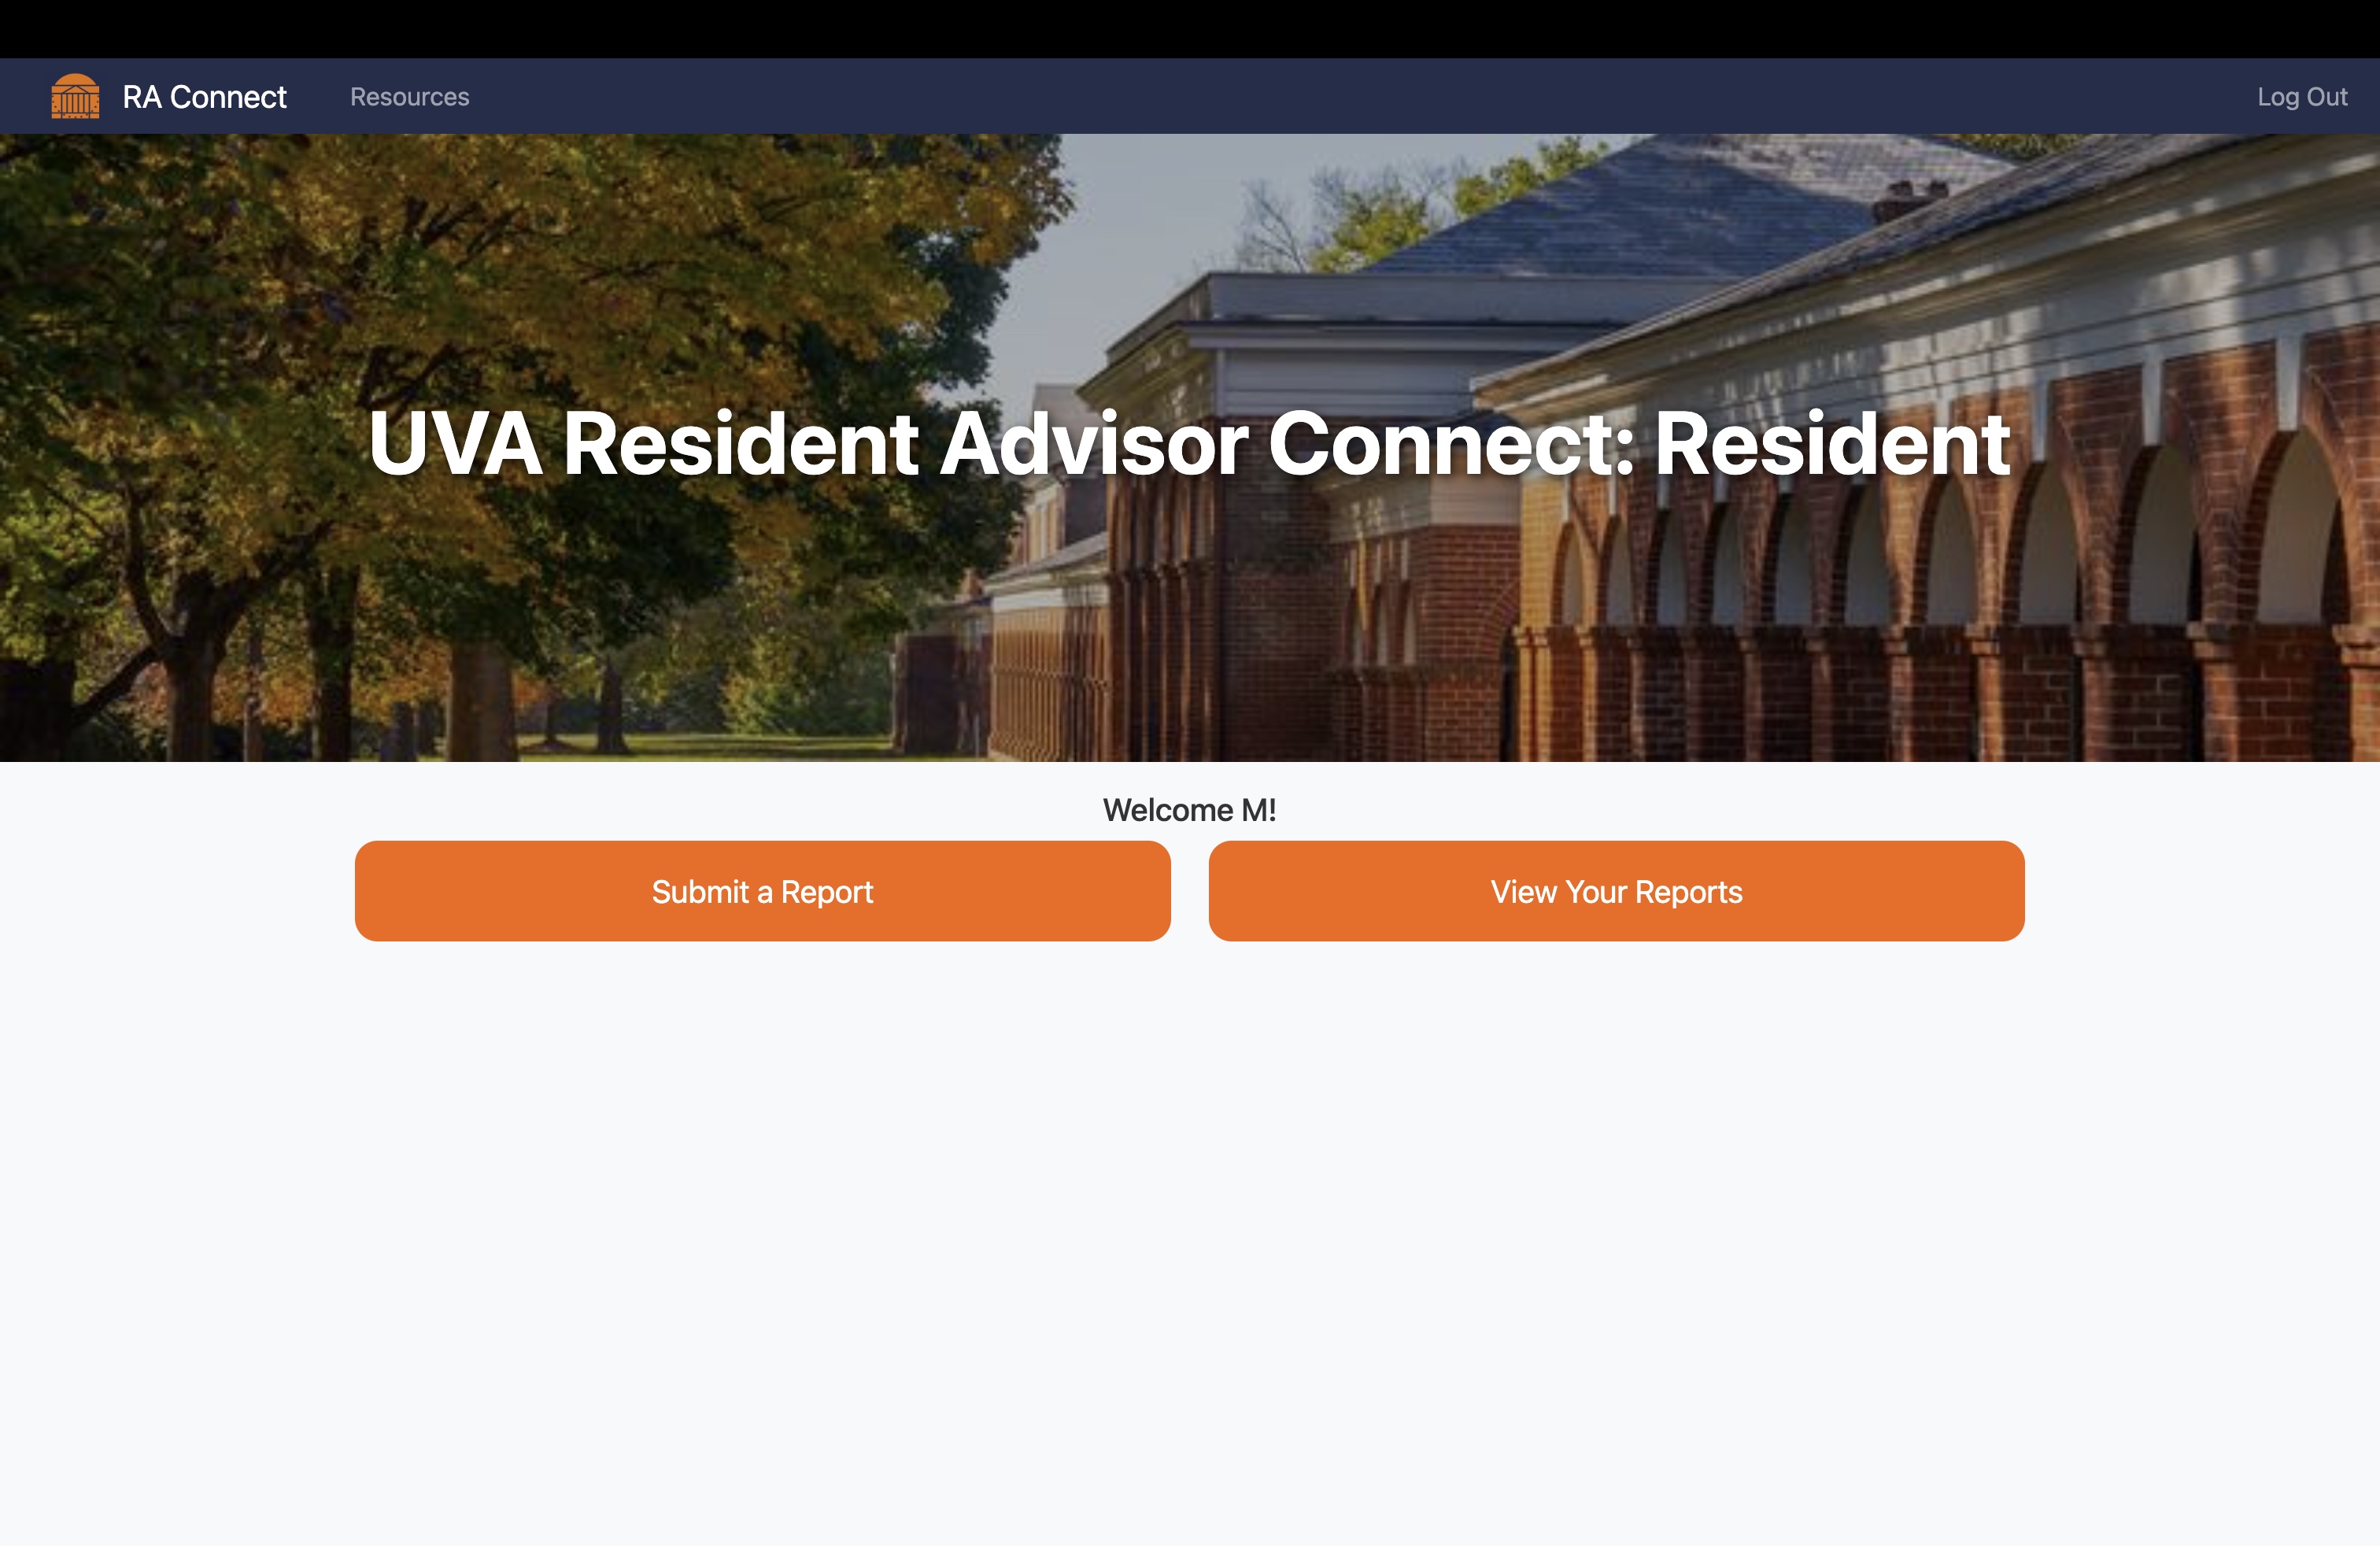 RA Connect Resources Log Out
UVA Resident Advisor Connect: Resident
Welcome M!
Submit a Report View Your Reports